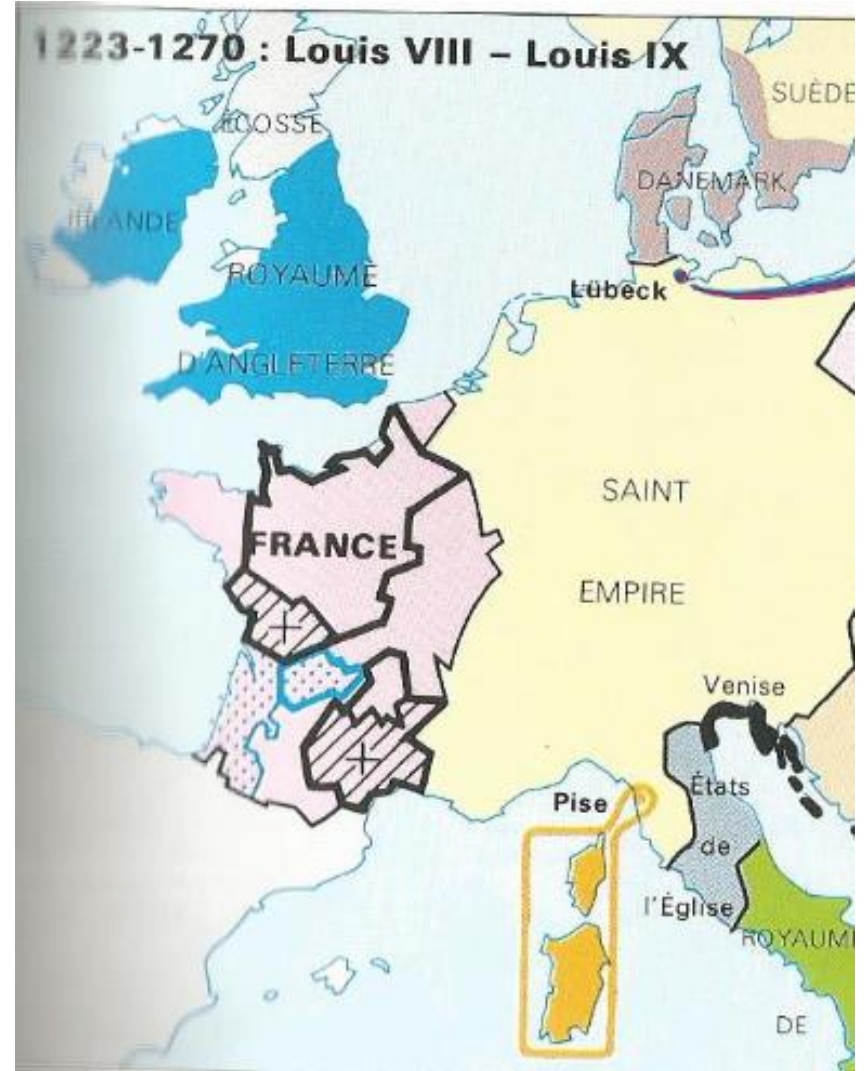 1223-1270 : Louis VIII – Louis IX
SUÈDE
ÉCOSSE
DANEMARK
IRLANDE
ROYAUME
Lübeck
D'ANGLETERRE
SAINT
FRANCE
EMPIRE
Venise
États
Pise
de
l'Église
ROYAUME
DE